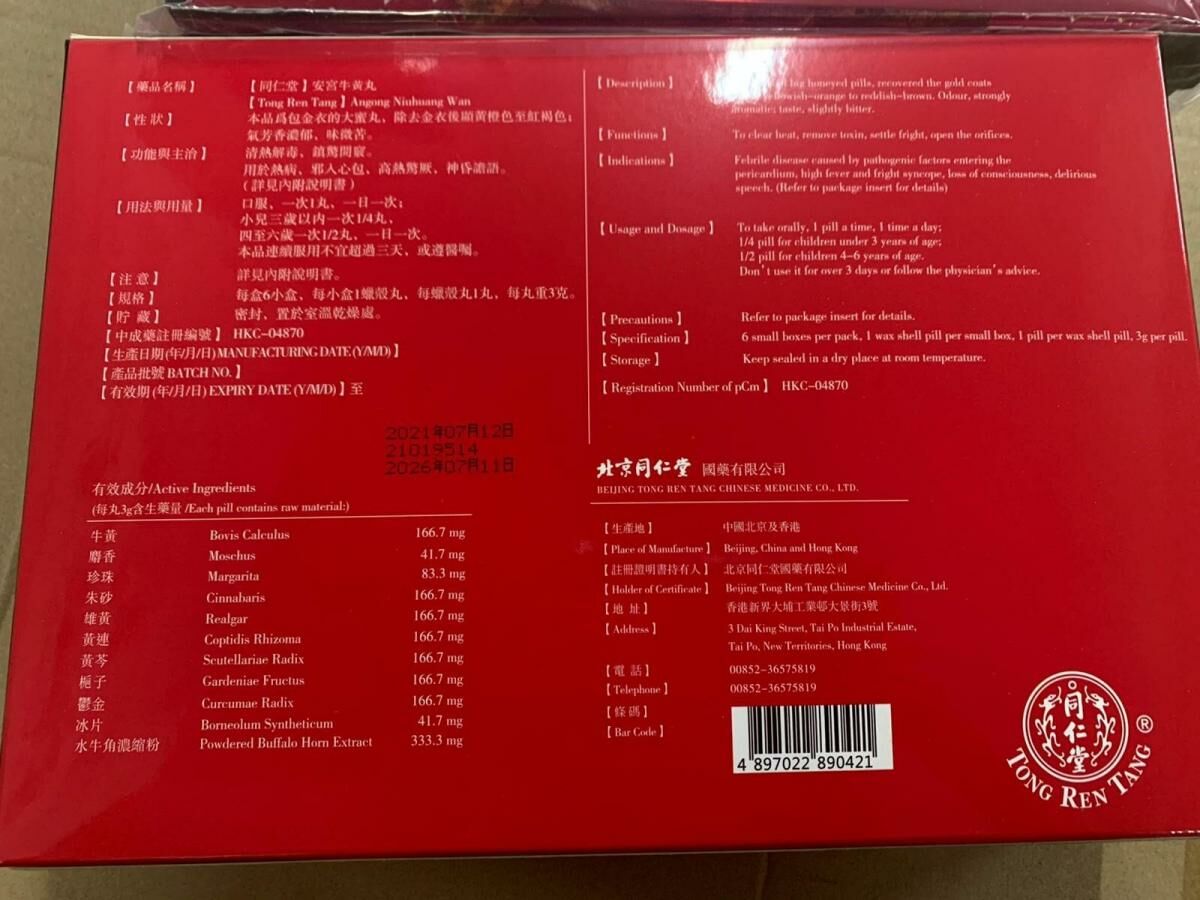 【藥品名稱】 【同仁堂】安宮牛黃丸
【Tong Ren Tang】Angong Niuhuang Wan
【性狀】 本品爲包金衣的大蜜丸，除去金衣後顯黃橙色至紅褐色；
氣芳香濃郁、味微苦。
【功能與主治】 清熱解毒、鎮驚開竅。
用於熱病、邪入心包、高熱驚厥、神昏譫語。
（詳見內附說明書）
【用法與用量】 口服、一次1丸、一日一次；
小兒三歲以內一次1/4丸、
四至六歲一次1/2丸、一日一次。
本品連續服用不宜超過三天、或遵醫囑。
【注意】 詳見內附說明書。
【規格】 每盒6小盒、每小盒1蠟殼丸、每蠟殼丸1丸、每丸重3克。
【貯藏】 密封、置於室溫乾燥處。
【中成藥註冊編號】 HKC-04870
【生產日期(年/月/日) MANUFACTURING DATE (Y/M/D)】
【產品批號 BATCH NO.】
【有效期 (年/月/日) EXPIRY DATE (Y/M/D)】至
2021年07月12日
21019514
2026年07月11日
有效成分/Active Ingredients
(每丸3g含生藥量 /Each pill contains raw material:)
牛黃 Bovis Calculus 166.7 mg
麝香 Moschus 41.7 mg
珍珠 Margarita 83.3 mg
朱砂 Cinnabaris 166.7 mg
雄黃 Realgar 166.7 mg
黃連 Coptidis Rhizoma 166.7 mg
黃芩 Scutellariae Radix 166.7 mg
梔子 Gardeniae Fructus 166.7 mg
鬱金 Curcumae Radix 166.7 mg
冰片 Borneolum Syntheticum 41.7 mg
水牛角濃縮粉 Powdered Buffalo Horn Extract 333.3 mg
【Description】 big honeyed pills, recovered the gold coats
yellowish-orange to reddish-brown. Odour, strongly
aromatic; taste, slightly bitter.
【Functions】 To clear heat, remove toxin, settle fright, open the orifices.
【Indications】 Febrile disease caused by pathogenic factors entering the
pericardium, high fever and fright syncope, loss of consciousness, delirious
speech. (Refer to package insert for details)
【Usage and Dosage】 To take orally, 1 pill a time, 1 time a day;
1/4 pill for children under 3 years of age;
1/2 pill for children 4-6 years of age.
Don't use it for over 3 days or follow the physician's advice.
【Precautions】 Refer to package insert for details.
【Specification】 6 small boxes per pack, 1 wax shell pill per small box, 1 pill per wax shell pill, 3g per pill.
【Storage】 Keep sealed in a dry place at room temperature.
【Registration Number of pCm】 HKC-04870
北京同仁堂 國藥有限公司
BEIJING TONG REN TANG CHINESE MEDICINE CO., LTD.
【生產地】 中國北京及香港
【Place of Manufacture】 Beijing, China and Hong Kong
【註冊證明書持有人】 北京同仁堂國藥有限公司
【Holder of Certificate】 Beijing Tong Ren Tang Chinese Medicine Co., Ltd.
【地址】 香港新界大埔工業邨大景街3號
【Address】 3 Dai King Street, Tai Po Industrial Estate,
Tai Po, New Territories, Hong Kong
【電話】 00852-36575819
【Telephone】 00852-36575819
【條碼】
【Bar Code】
4 897022 890421
同仁堂
®
TONG REN TANG